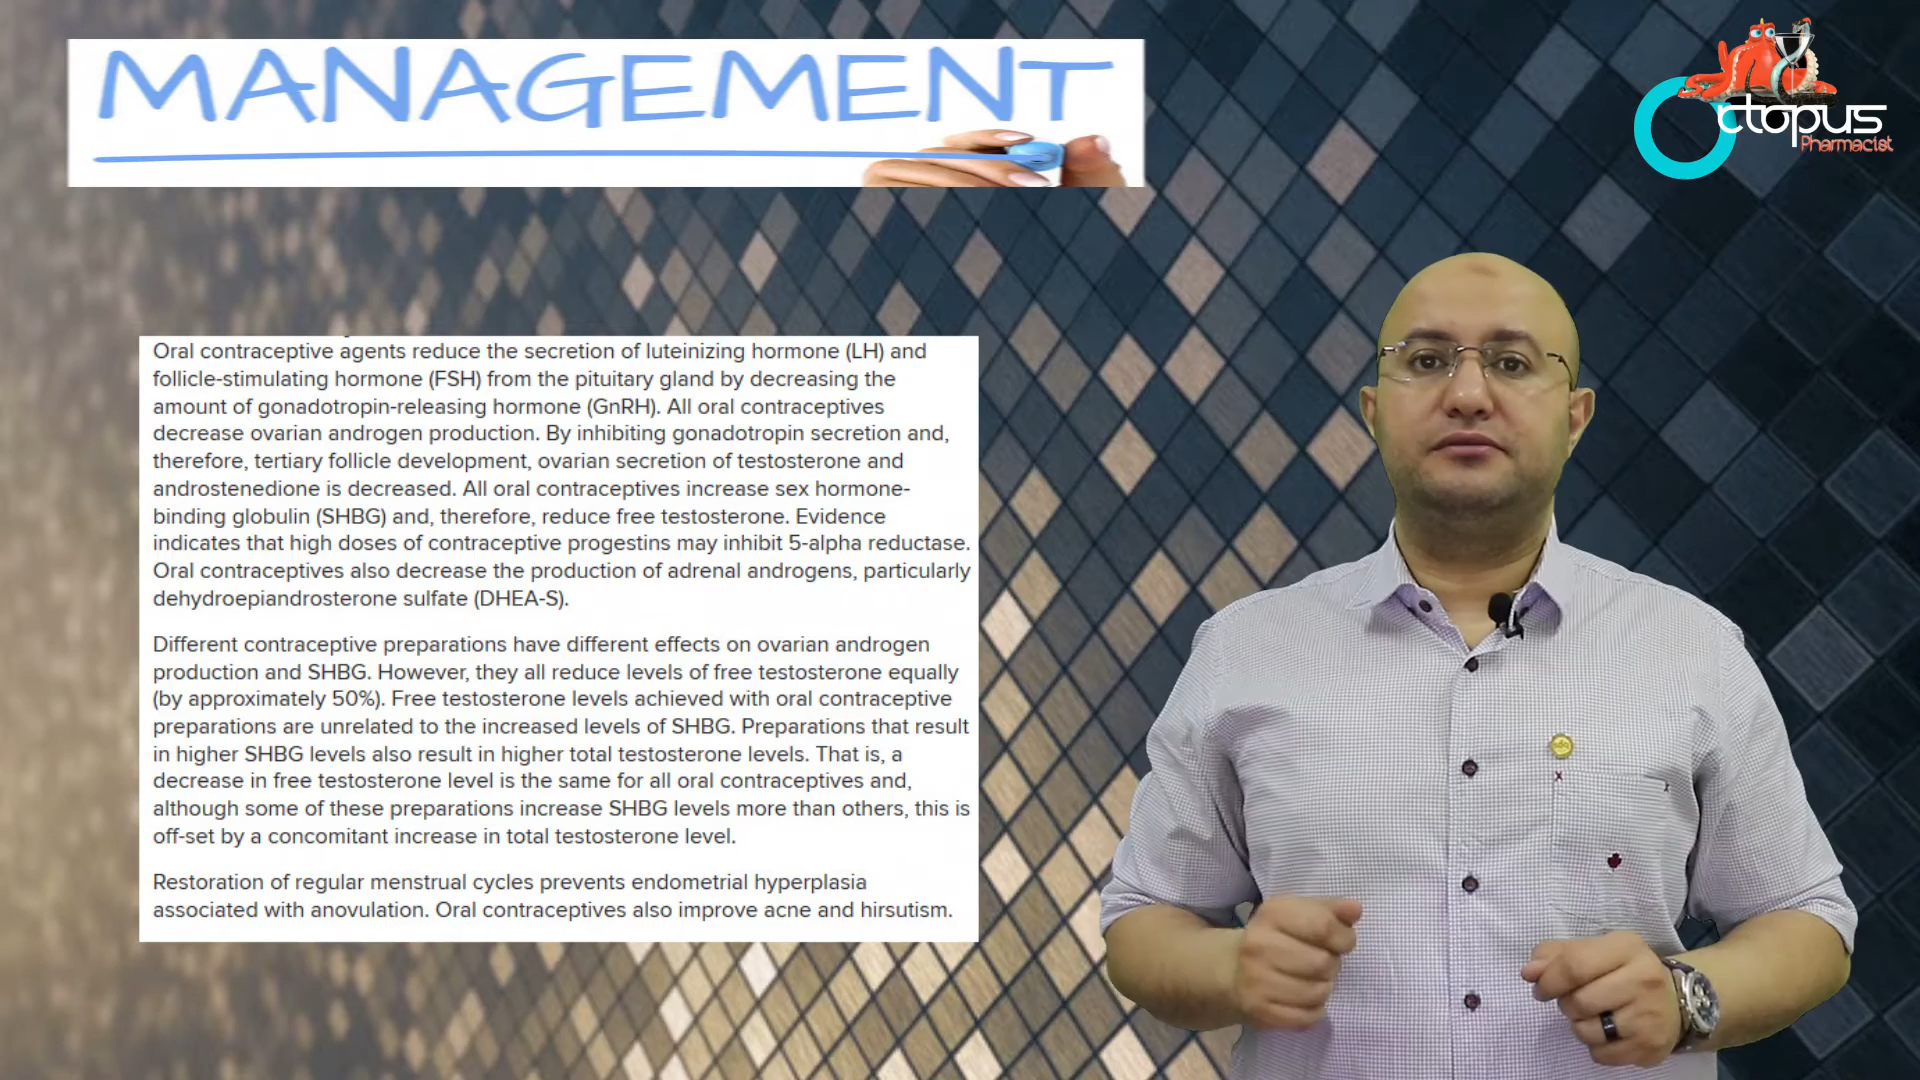 MANAGEMENT
ctopus
Pharmacist
Oral contraceptive agents reduce the secretion of luteinizing hormone (LH) and
follicle-stimulating hormone (FSH) from the pituitary gland by decreasing the
amount of gonadotropin-releasing hormone (GnRH). All oral contraceptives
decrease ovarian androgen production. By inhibiting gonadotropin secretion and,
therefore, tertiary follicle development, ovarian secretion of testosterone and
androstenedione is decreased. All oral contraceptives increase sex hormone-
binding globulin (SHBG) and, therefore, reduce free testosterone. Evidence
indicates that high doses of contraceptive progestins may inhibit 5-alpha reductase.
Oral contraceptives also decrease the production of adrenal androgens, particularly
dehydroepiandrosterone sulfate (DHEA-S).
Different contraceptive preparations have different effects on ovarian androgen
production and SHBG. However, they all reduce levels of free testosterone equally
(by approximately 50%). Free testosterone levels achieved with oral contraceptive
preparations are unrelated to the increased levels of SHBG. Preparations that result
in higher SHBG levels also result in higher total testosterone levels. That is, a
decrease in free testosterone level is the same for all oral contraceptives and,
although some of these preparations increase SHBG levels more than others, this is
off-set by a concomitant increase in total testosterone level.
Restoration of regular menstrual cycles prevents endometrial hyperplasia
associated with anovulation. Oral contraceptives also improve acne and hirsutism.